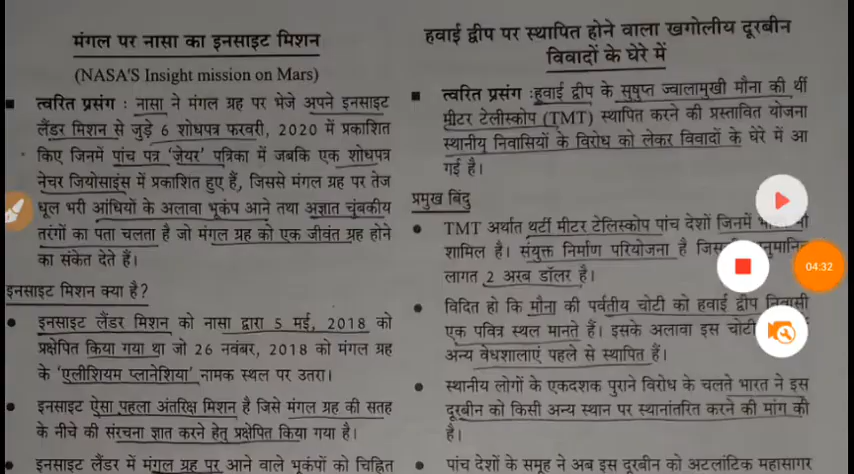 मंगल पर नासा का इनसाइट मिशन
(NASA'S Insight mission on Mars)
■ त्वरित प्रसंग : नासा ने मंगल ग्रह पर भेजे अपने इनसाइट
लैंडर मिशन से जुड़े 6 शोधपत्र फरवरी, 2020 में प्रकाशित
किए जिनमें पांच पत्र 'ज़ेयर' पत्रिका में जबकि एक शोधपत्र
नेचर जियोसाइंस में प्रकाशित हुए हैं, जिससे मंगल ग्रह पर तेज
धूल भरी आंधियों के अलावा भूकंप आने तथा अज्ञात चुंबकीय
तरंगों का पता चलता है जो मंगल ग्रह को एक जीवंत ग्रह होने
का संकेत देते हैं।
इनसाइट मिशन क्या है?
● इनसाइट लैंडर मिशन को नासा द्वारा 5 मई, 2018 को
प्रक्षेपित किया गया था जो 26 नवंबर, 2018 को मंगल ग्रह
के 'एलीशियम प्लानेशिया' नामक स्थल पर उतरा।
● इनसाइट ऐसा पहला अंतरिक्ष मिशन है जिसे मंगल ग्रह की सतह
के नीचे की संरचना ज्ञात करने हेतु प्रक्षेपित किया गया है।
● इनसाइट लैंडर में मंगल ग्रह पर आने वाले भूकंपों को चिह्नित
हवाई द्वीप पर स्थापित होने वाला खगोलीय दूरबीन
विवादों के घेरे में
■ त्वरित प्रसंग :हवाई द्वीप के सुषुप्त ज्वालामुखी मौना की थीं
मीटर टेलीस्कोप (TMT) स्थापित करने की प्रस्तावित योजना
स्थानीय निवासियों के विरोध को लेकर विवादों के घेरे में आ
गई है।
प्रमुख बिंदु
● TMT अर्थात थर्टी मीटर टेलिस्कोप पांच देशों जिनमें
शामिल है। संयुक्त निर्माण परियोजना है
लागत 2 अरब डॉलर है।
● विदित हो कि मौना की पर्वतीय चोटी को हवाई द्वीप निवासी
एक पवित्र स्थल मानते हैं। इसके अलावा इस चोटी
अन्य वेधशालाएं पहले से स्थापित हैं।
● स्थानीय लोगों के एकदशक पुराने विरोध के चलते भारत ने इस
दूरबीन को किसी अन्य स्थान पर स्थानांतरित करने की मांग की
है।
● पांच देशों के समूह ने अब इस दूरबीन को अटलांटिक महासागर
04:32